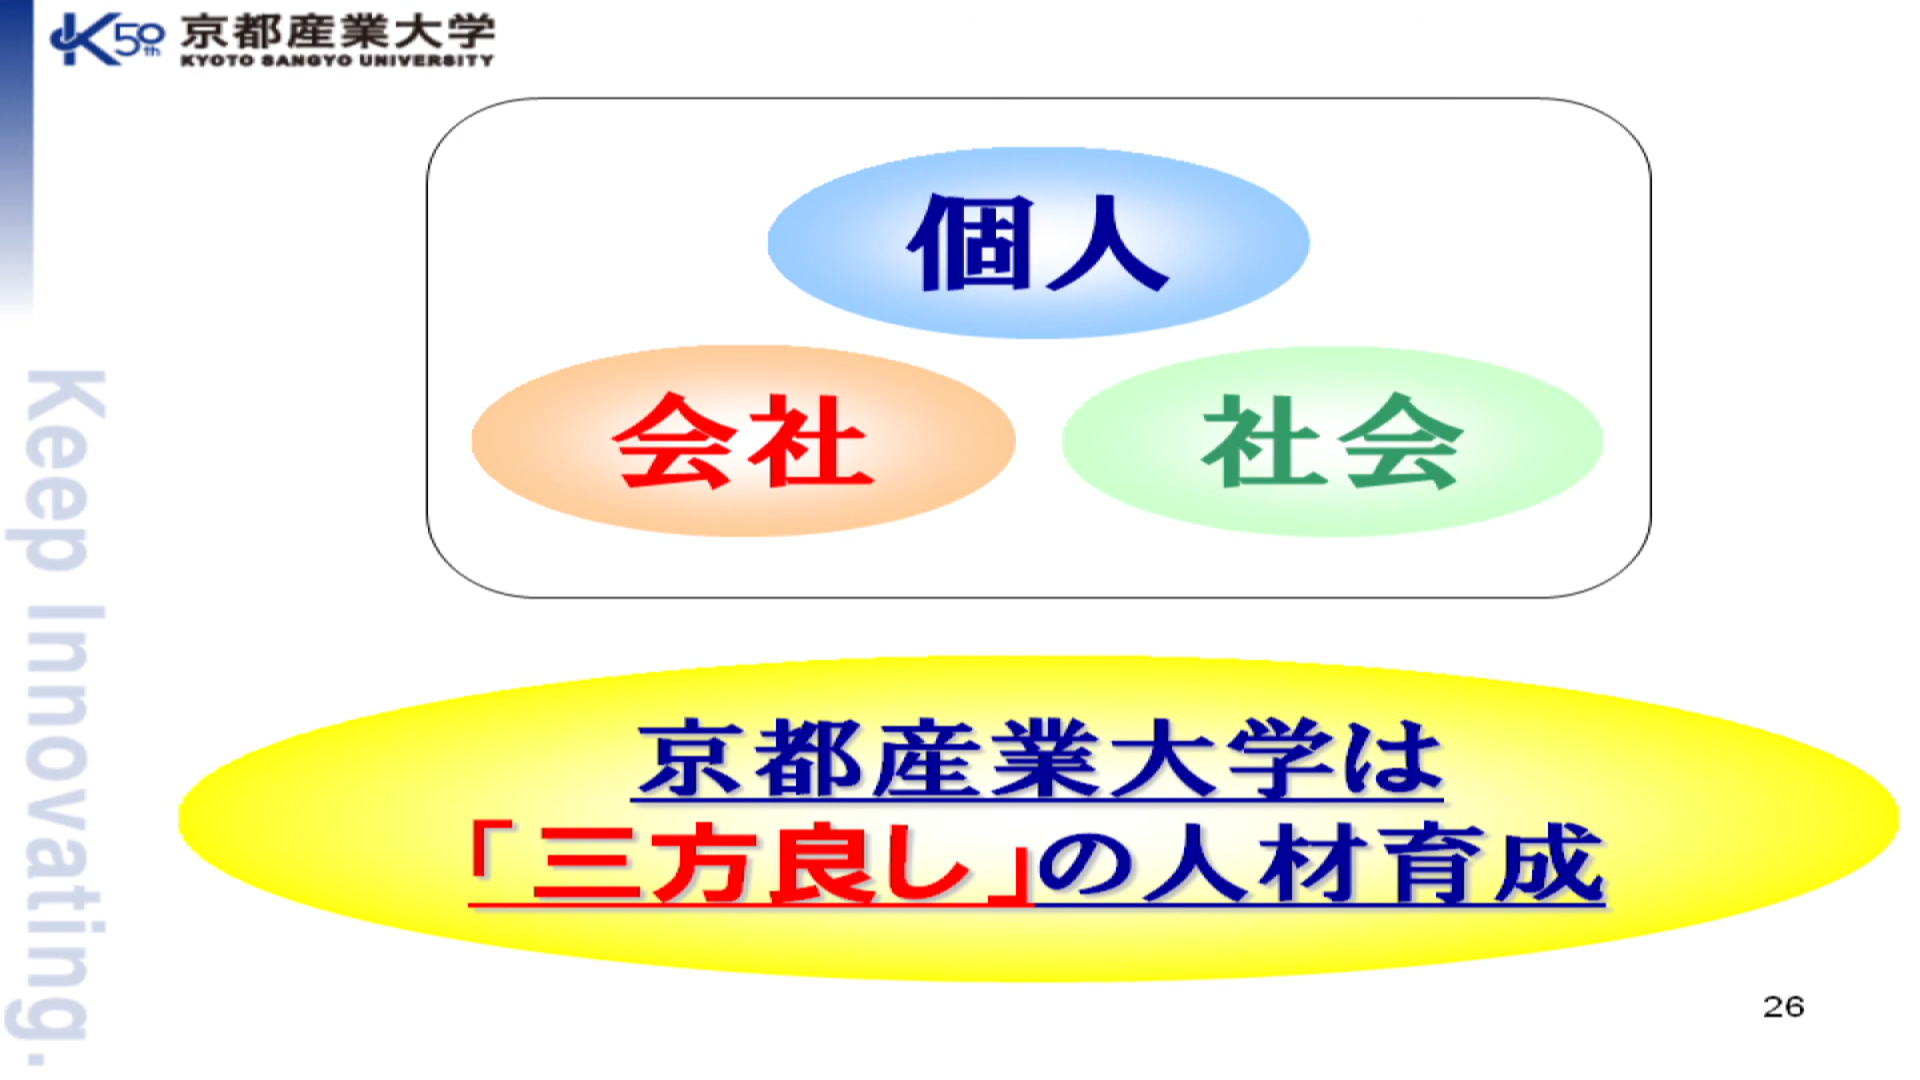 K50th 京都産業大学
KYOTO SANGYO UNIVERSITY
個人
会社
社会
京都産業大学は
「三方良し」の人材育成
Keep Innovating.
26